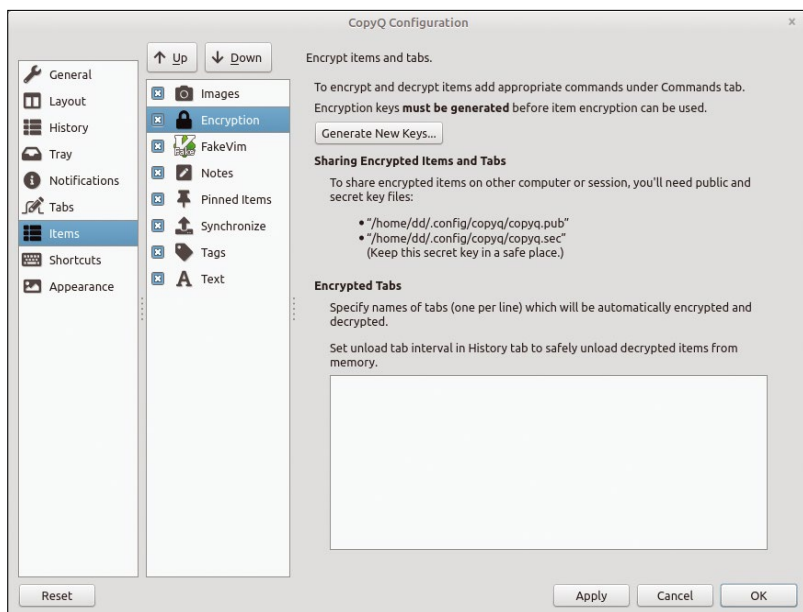 CopyQ Configuration
x
General
Layout
History
Tray
Notifications
Tabs
Items
Shortcuts
Appearance
Up
Down
Images
Encryption
Fake
FakeVim
Notes
Pinned Items
Synchronize
Tags
A Text
Encrypt items and tabs.
To encrypt and decrypt items add appropriate commands under Commands tab.
Encryption keys must be generated before item encryption can be used.
Generate New Keys...
Sharing Encrypted Items and Tabs
To share encrypted items on other computer or session, you'll need public and
secret key files:
• "/home/dd/.config/copyq/copyq.pub"
• "/home/dd/.config/copyq/copyq.sec"
(Keep this secret key in a safe place.)
Encrypted Tabs
Specify names of tabs (one per line) which will be automatically encrypted and
decrypted.
Set unload tab interval in History tab to safely unload decrypted items from
memory.
Reset
Apply
Cancel
OK